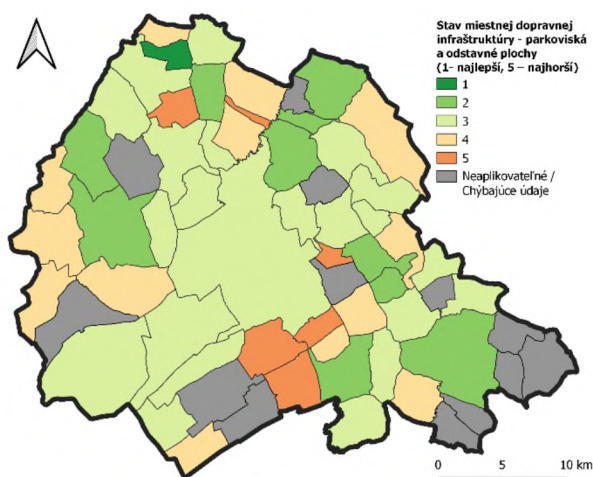 Stav miestnej dopravnej
infraštruktúry - parkoviská
a odstavné plochy
(1- najlepší, 5 – najhorší)
1
2
3
4
5
Neaplikovateľné /
Chýbajúce údaje
0 5 10 km